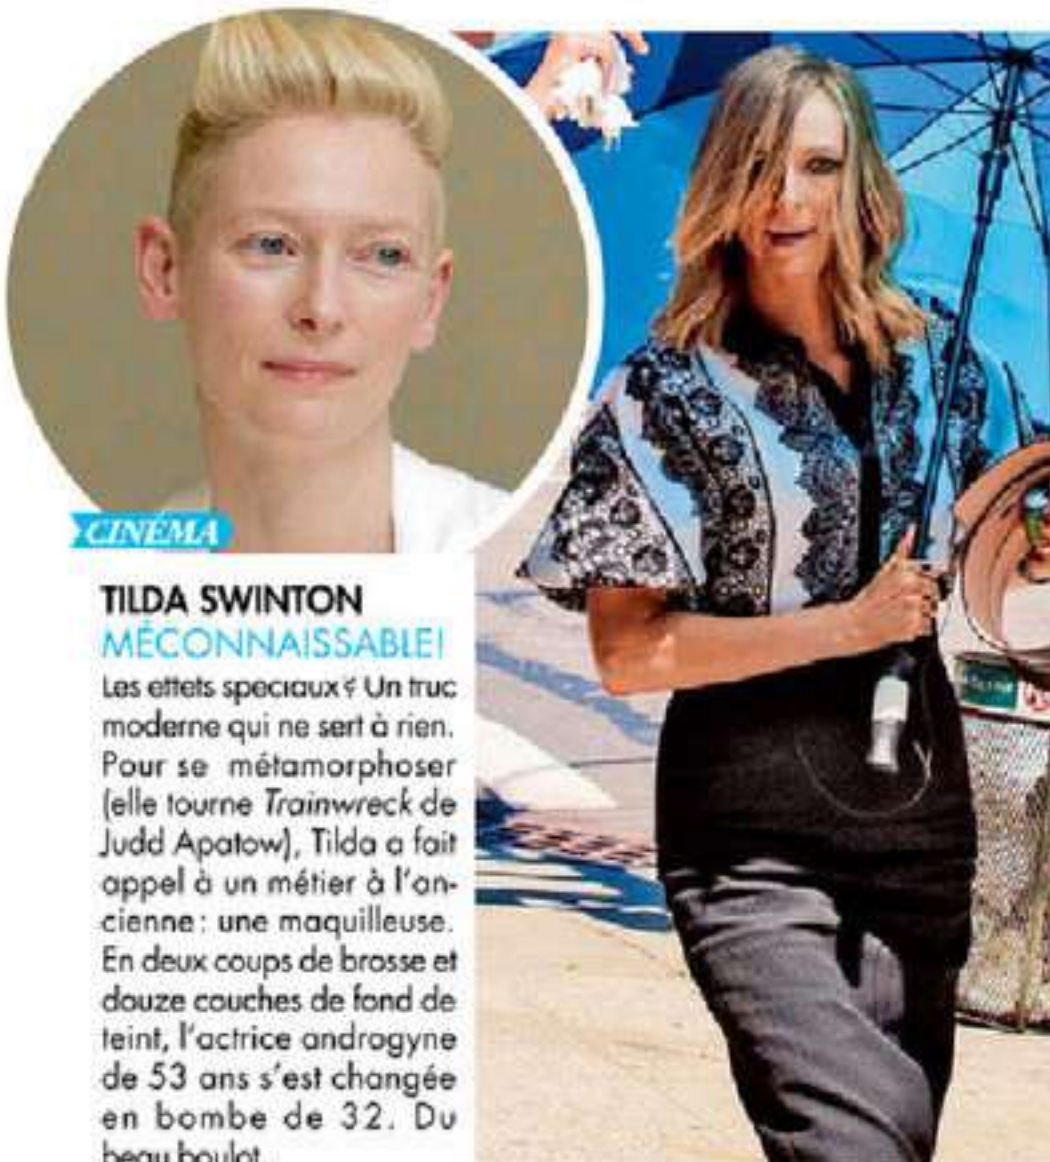 CINÉMA
TILDA SWINTON
MÉCONNAISSABLE!
Les effets spéciaux? Un truc
moderne qui ne sert à rien.
Pour se métamorphoser
(elle tourne Trainwreck de
Judd Apatow), Tilda a fait
appel à un métier à l'an-
cienne: une maquilleuse.
En deux coups de brosse et
douze couches de fond de
teint, l'actrice androgyne
de 53 ans s'est changée
en bombe de 32. Du
beau boulot.